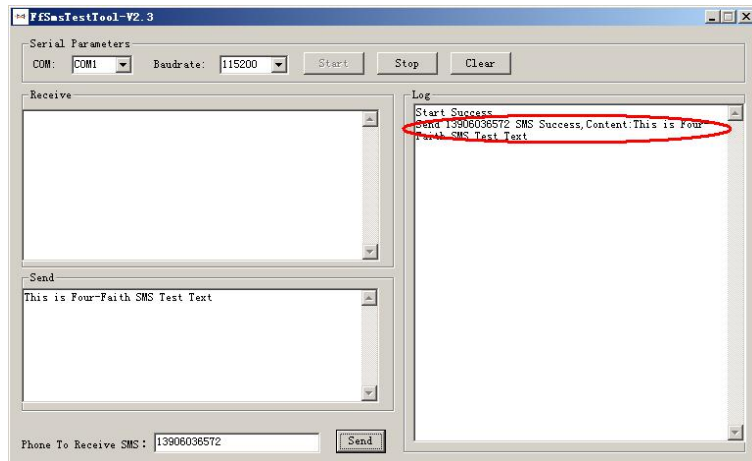 FfSmsTestTool-V2.3
Serial Parameters
COM: COM1 Baudrate: 115200 Start Stop Clear
Receive
Log
Start Success
Send 13906036572 SMS Success,Content:This is Four-
Faith SMS Test Text
Send
This is Four-Faith SMS Test Text
Phone To Receive SMS: 13906036572 Send